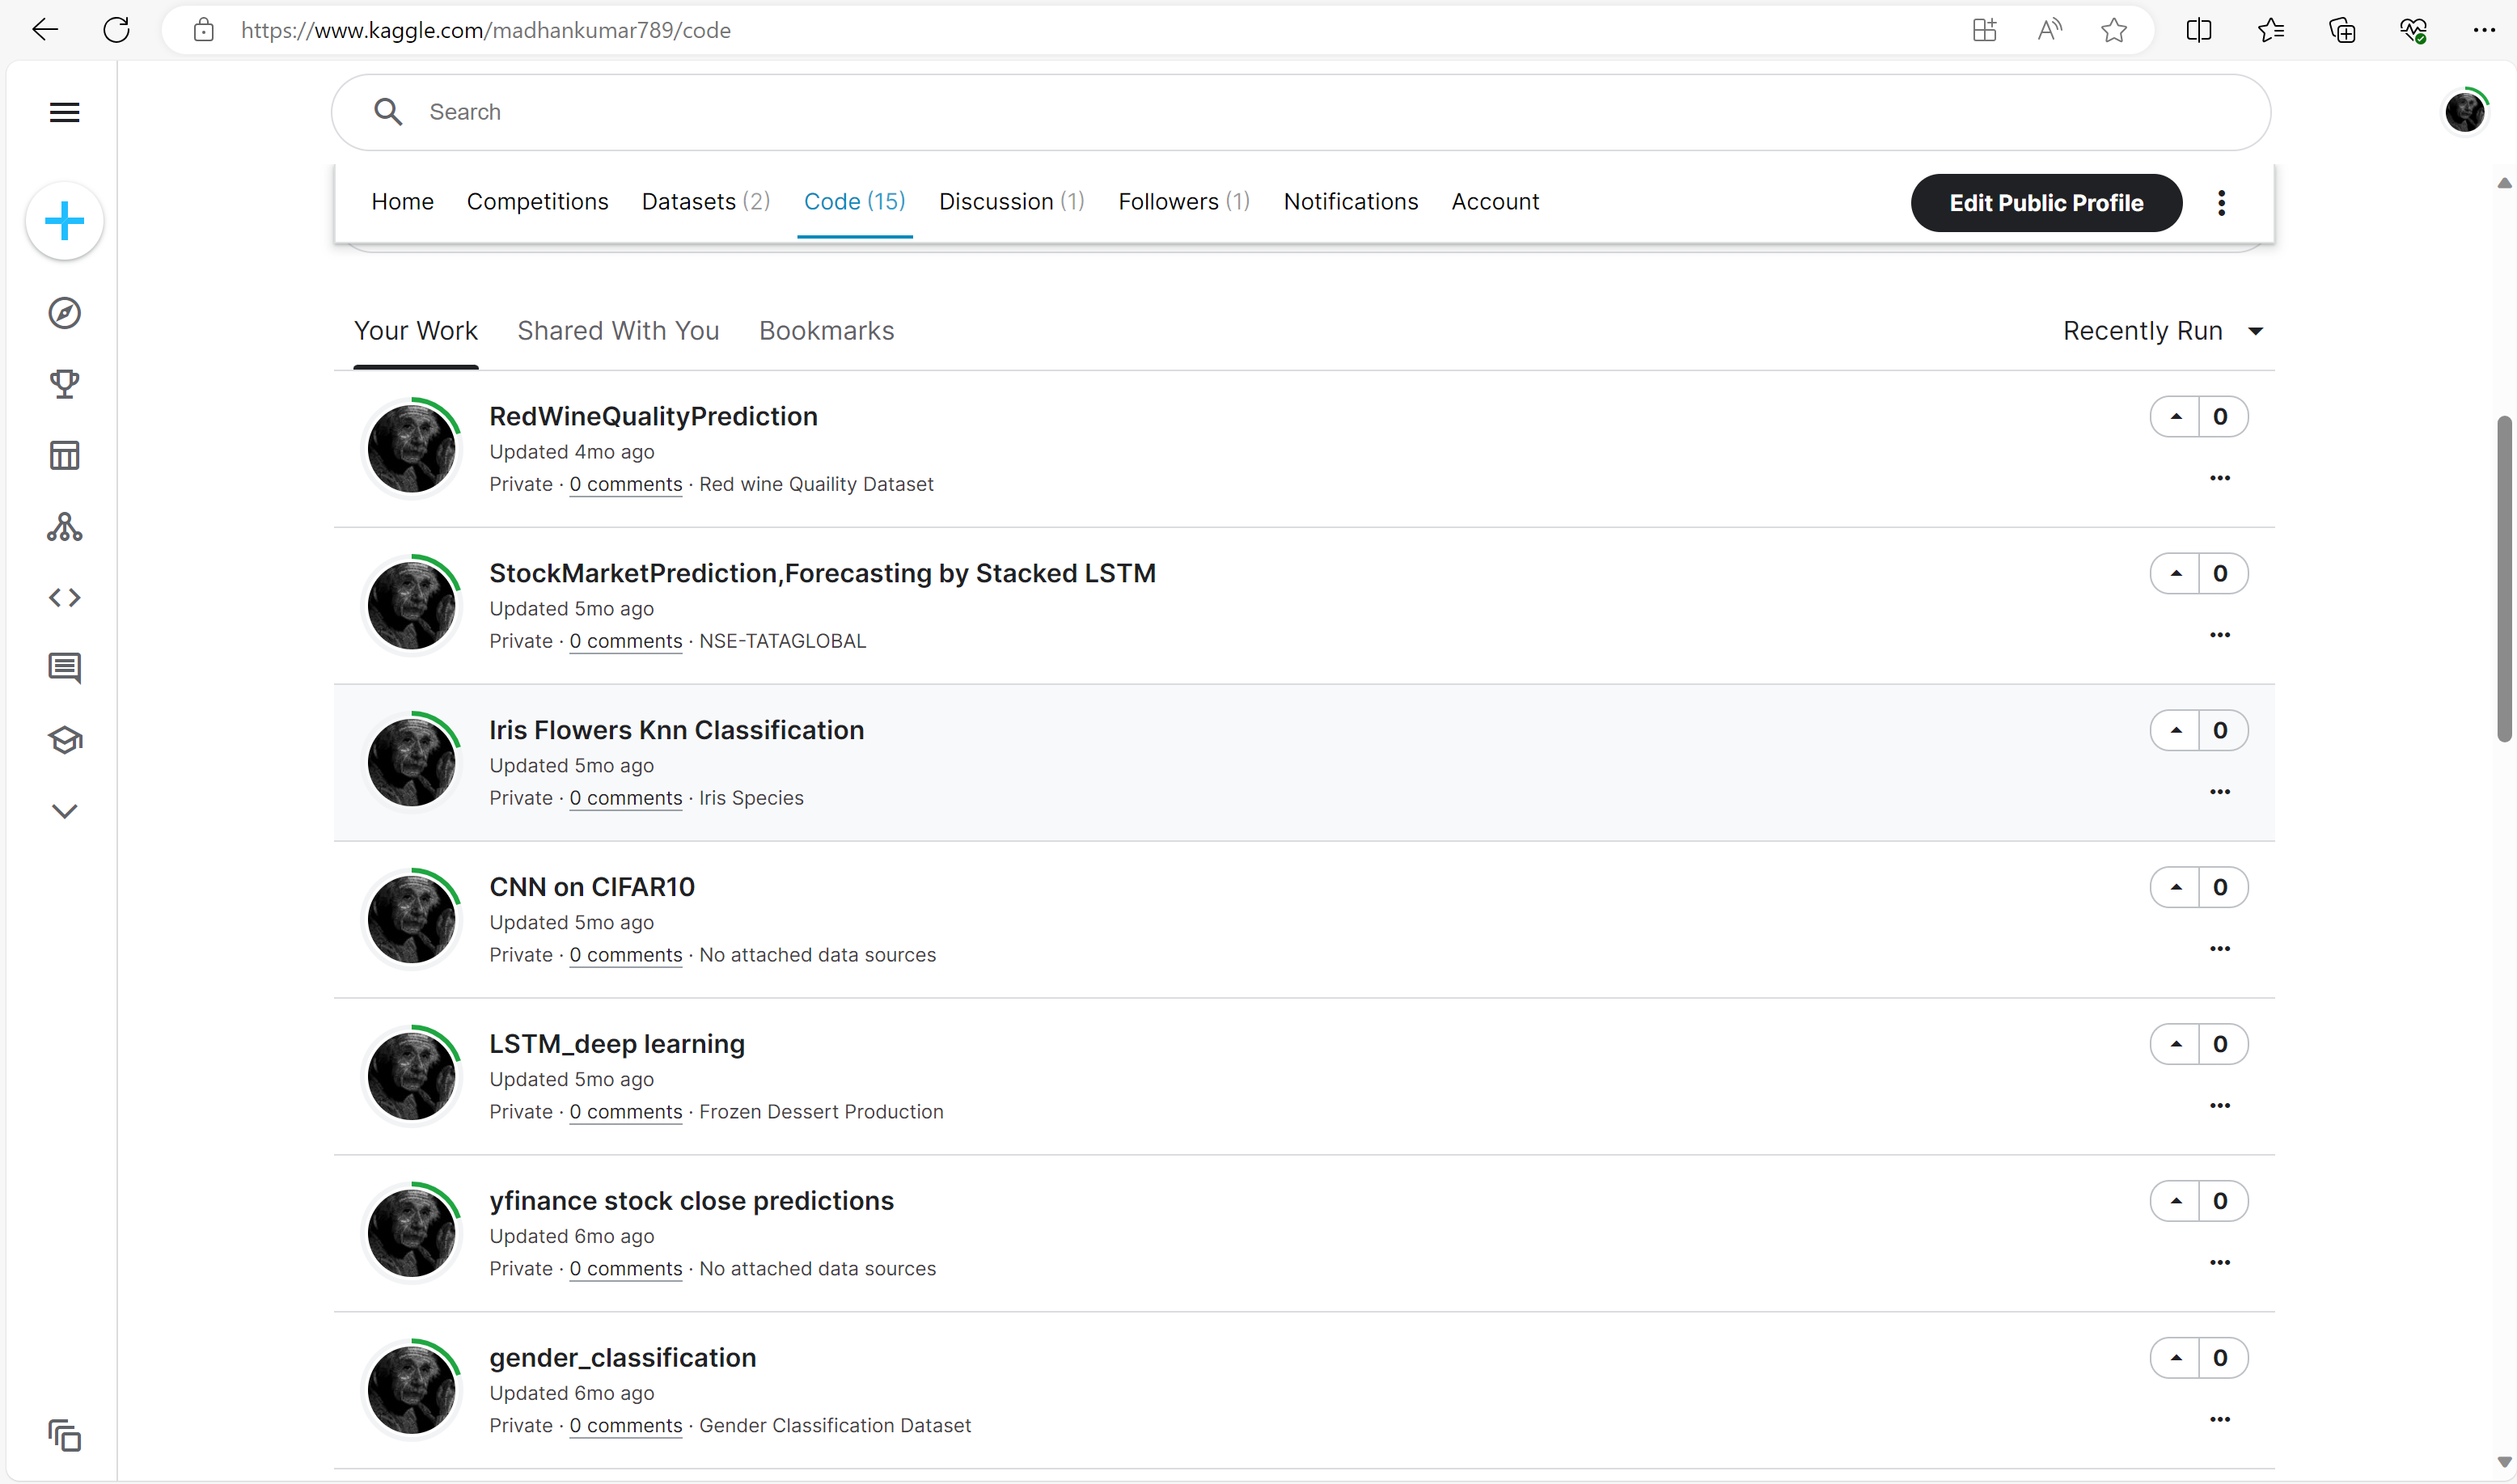 https://www.kaggle.com/madhankumar789/code
Search
Home Competitions Datasets (2) Code (15) Discussion (1) Followers (1) Notifications Account Edit Public Profile
Your Work Shared With You Bookmarks Recently Run
RedWineQualityPrediction 0
Updated 4mo ago
Private · 0 comments · Red wine Quaility Dataset
StockMarketPrediction,Forecasting by Stacked LSTM 0
Updated 5mo ago
Private · 0 comments · NSE-TATAGLOBAL
Iris Flowers Knn Classification 0
Updated 5mo ago
Private · 0 comments · Iris Species
CNN on CIFAR10 0
Updated 5mo ago
Private · 0 comments · No attached data sources
LSTM_deep learning 0
Updated 5mo ago
Private · 0 comments · Frozen Dessert Production
yfinance stock close predictions 0
Updated 6mo ago
Private · 0 comments · No attached data sources
gender_classification 0
Updated 6mo ago
Private · 0 comments · Gender Classification Dataset